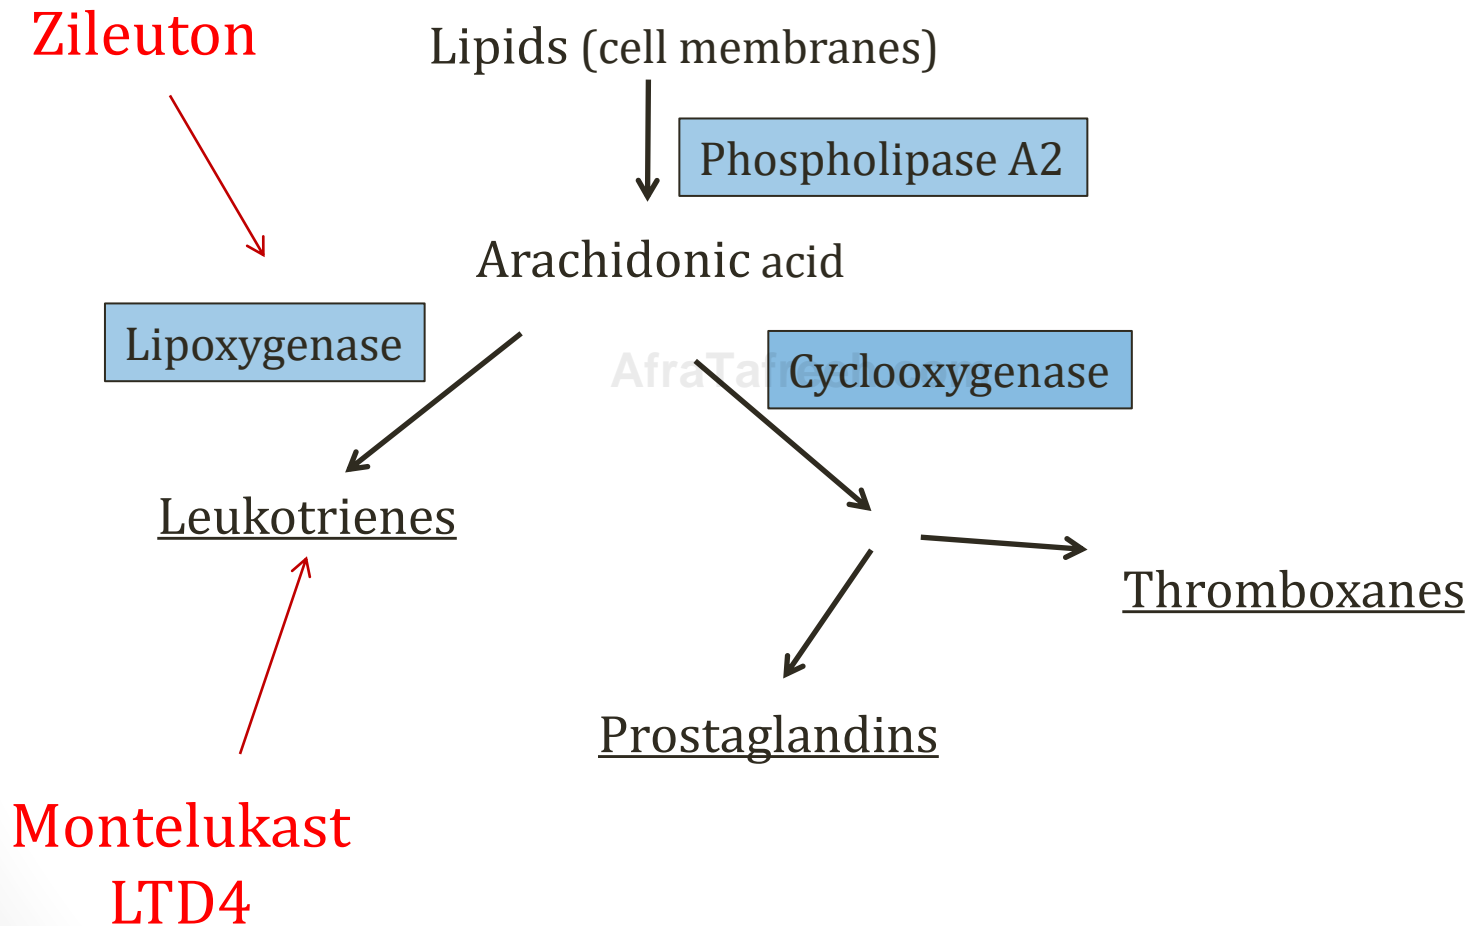 Zileuton
Lipids (cell membranes)
Phospholipase A2
Arachidonic acid
Lipoxygenase
Cyclooxygenase
Leukotrienes
Thromboxanes
Prostaglandins
Montelukast
LTD4